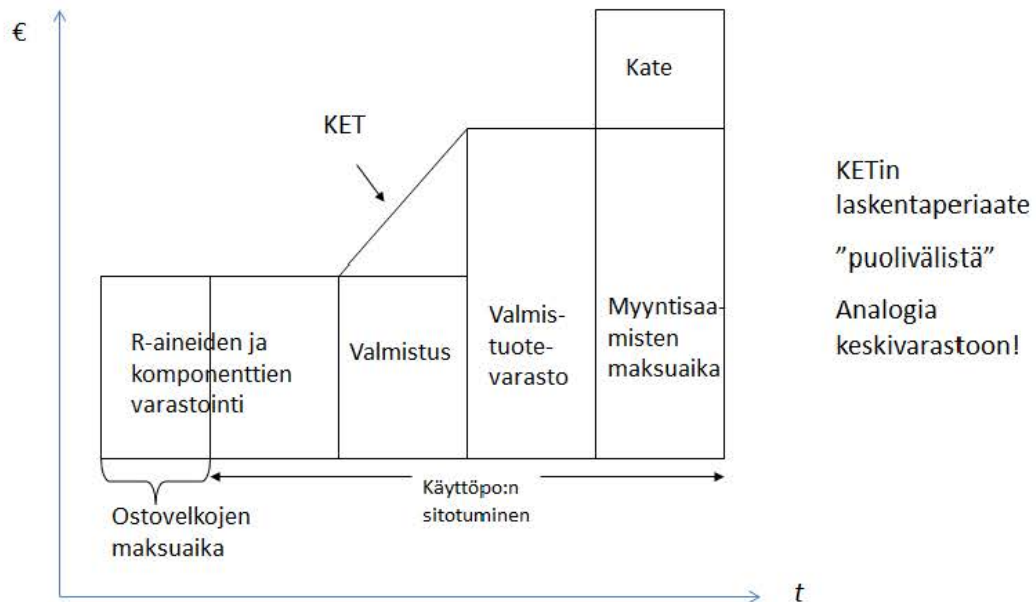 €
Kate
KET
KETin
laskentaperiaate
”puolivälistä”
Analogia
keskivarastoon!
R-aineiden ja
komponenttien
varastointi
Valmistus
Valmis-
tuote-
varasto
Myyntisaa-
misten
maksuaika
Käyttöpo:n
sitotuminen
Ostovelkojen
maksuaika
t